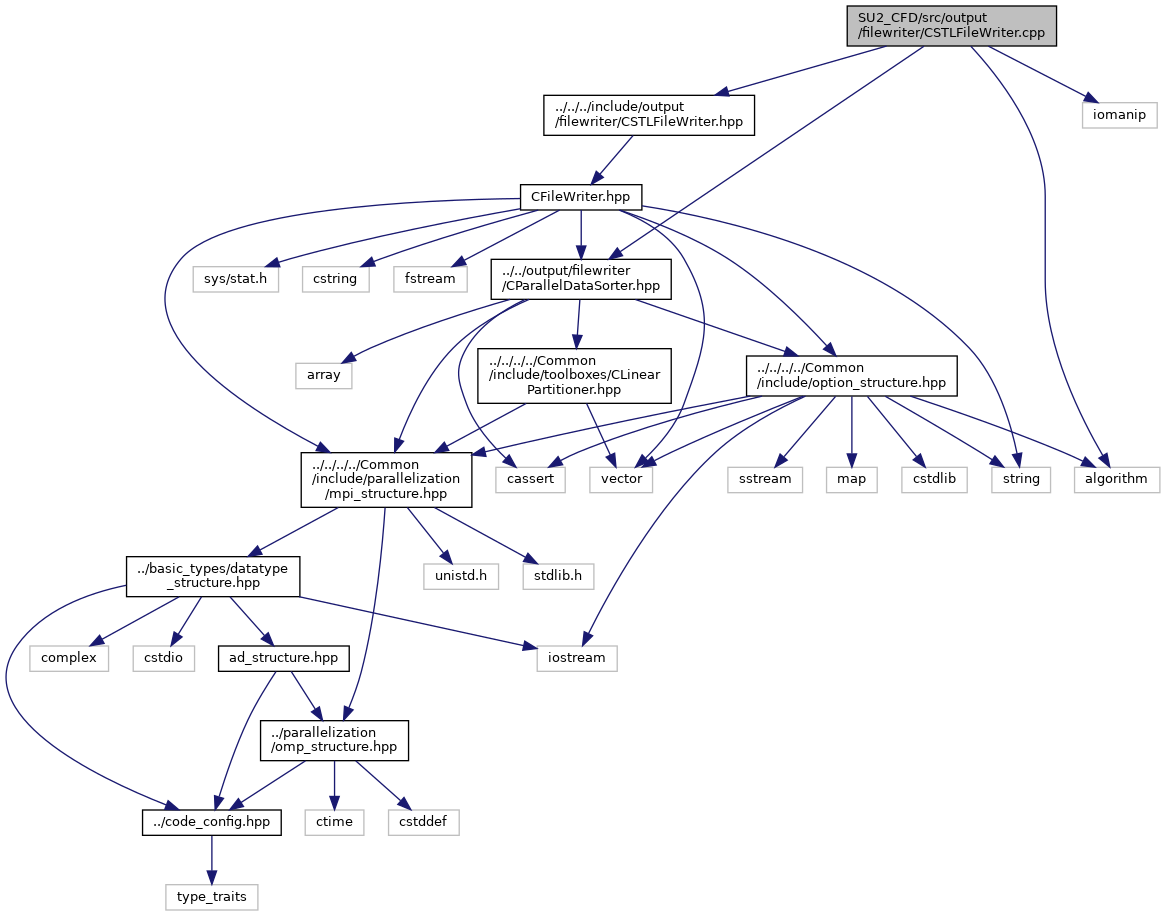 SU2_CFD/src/output
/filewriter/CSTLFileWriter.cpp
../../../include/output
/filewriter/CSTLFileWriter.hpp
iomanip
CFileWriter.hpp
sys/stat.h
cstring
fstream
../../output/filewriter
/CParallelDataSorter.hpp
array
../../../../Common
/include/toolboxes/CLinear
Partitioner.hpp
../../../../Common
/include/option_structure.hpp
../../../../Common
/include/parallelization
/mpi_structure.hpp
cassert
vector
sstream
map
cstdlib
string
algorithm
../basic_types/datatype
_structure.hpp
unistd.h
stdlib.h
complex
cstdio
ad_structure.hpp
iostream
../parallelization
/omp_structure.hpp
../code_config.hpp
ctime
cstddef
type_traits